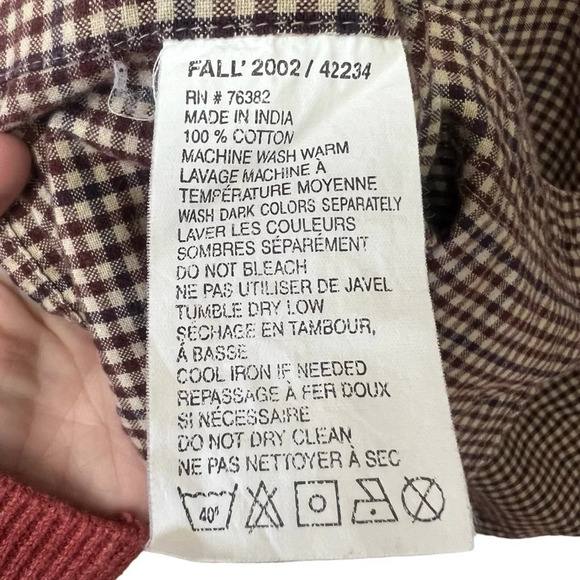 FALL' 2002 / 42234
RN # 76382
MADE IN INDIA
100 % COTTON
MACHINE WASH WARM
LAVAGE MACHINE À
TEMPÉRATURE MOYENNE
WASH DARK COLORS SEPARATELY
LAVER LES COULEURS
SOMBRES SÉPARÉMENT
DO NOT BLEACH
NE PAS UTILISER DE JAVEL
TUMBLE DRY LOW
SÉCHAGE EN TAMBOUR,
À BASSE
COOL IRON IF NEEDED
REPASSAGE À FER DOUX
SI NÉCESSAIRE
DO NOT DRY CLEAN
NE PAS NETTOYER À SEC
40°